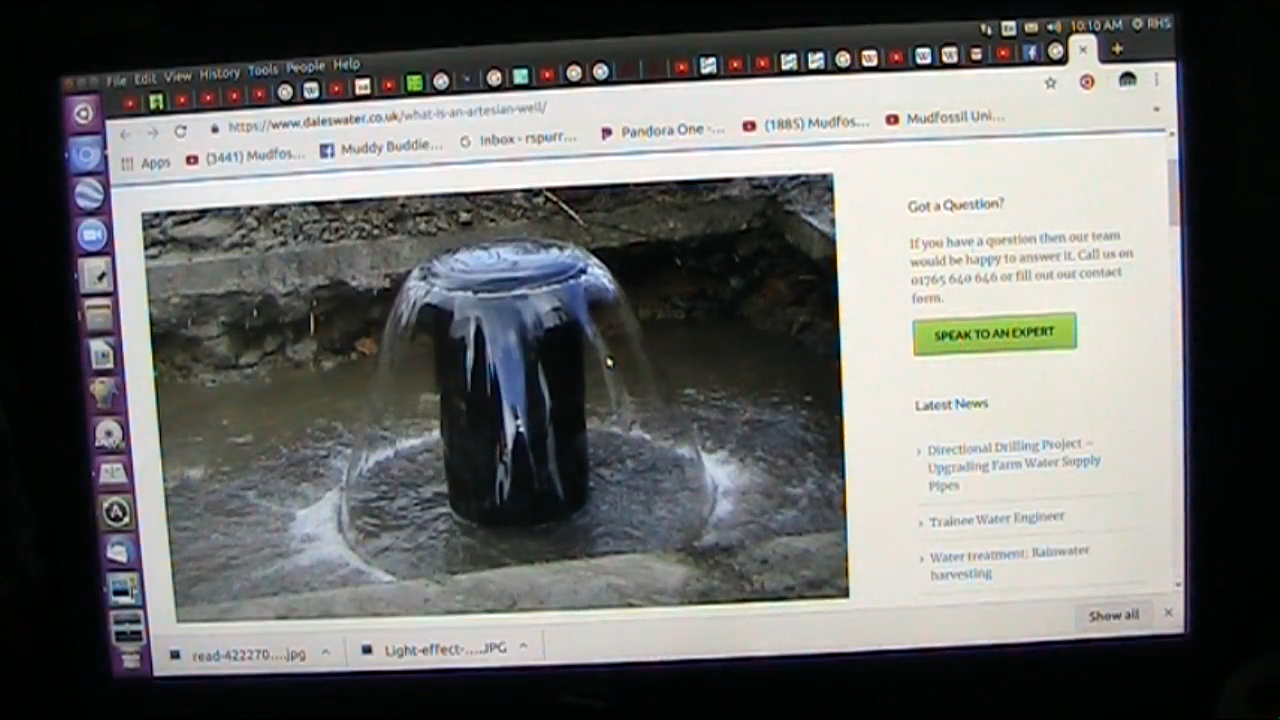 10:10 AM RHS
File Edit View History Tools People Help
https://www.daleswater.co.uk/what-is-an-artesian-well/
Apps (3441) Mudfos... Muddy Buddie... Inbox - rspurr... Pandora One -... (1885) Mudfos... Mudfossil Uni...
Got a Question?
If you have a question then our team
would be happy to answer it. Call us on
01765 640 646 or fill out our contact
form.
SPEAK TO AN EXPERT
Latest News
Directional Drilling Project –
Upgrading Farm Water Supply
Pipes
Trainee Water Engineer
Water treatment: Rainwater
harvesting
Show all
read-422270....jpg Light-effect-....JPG